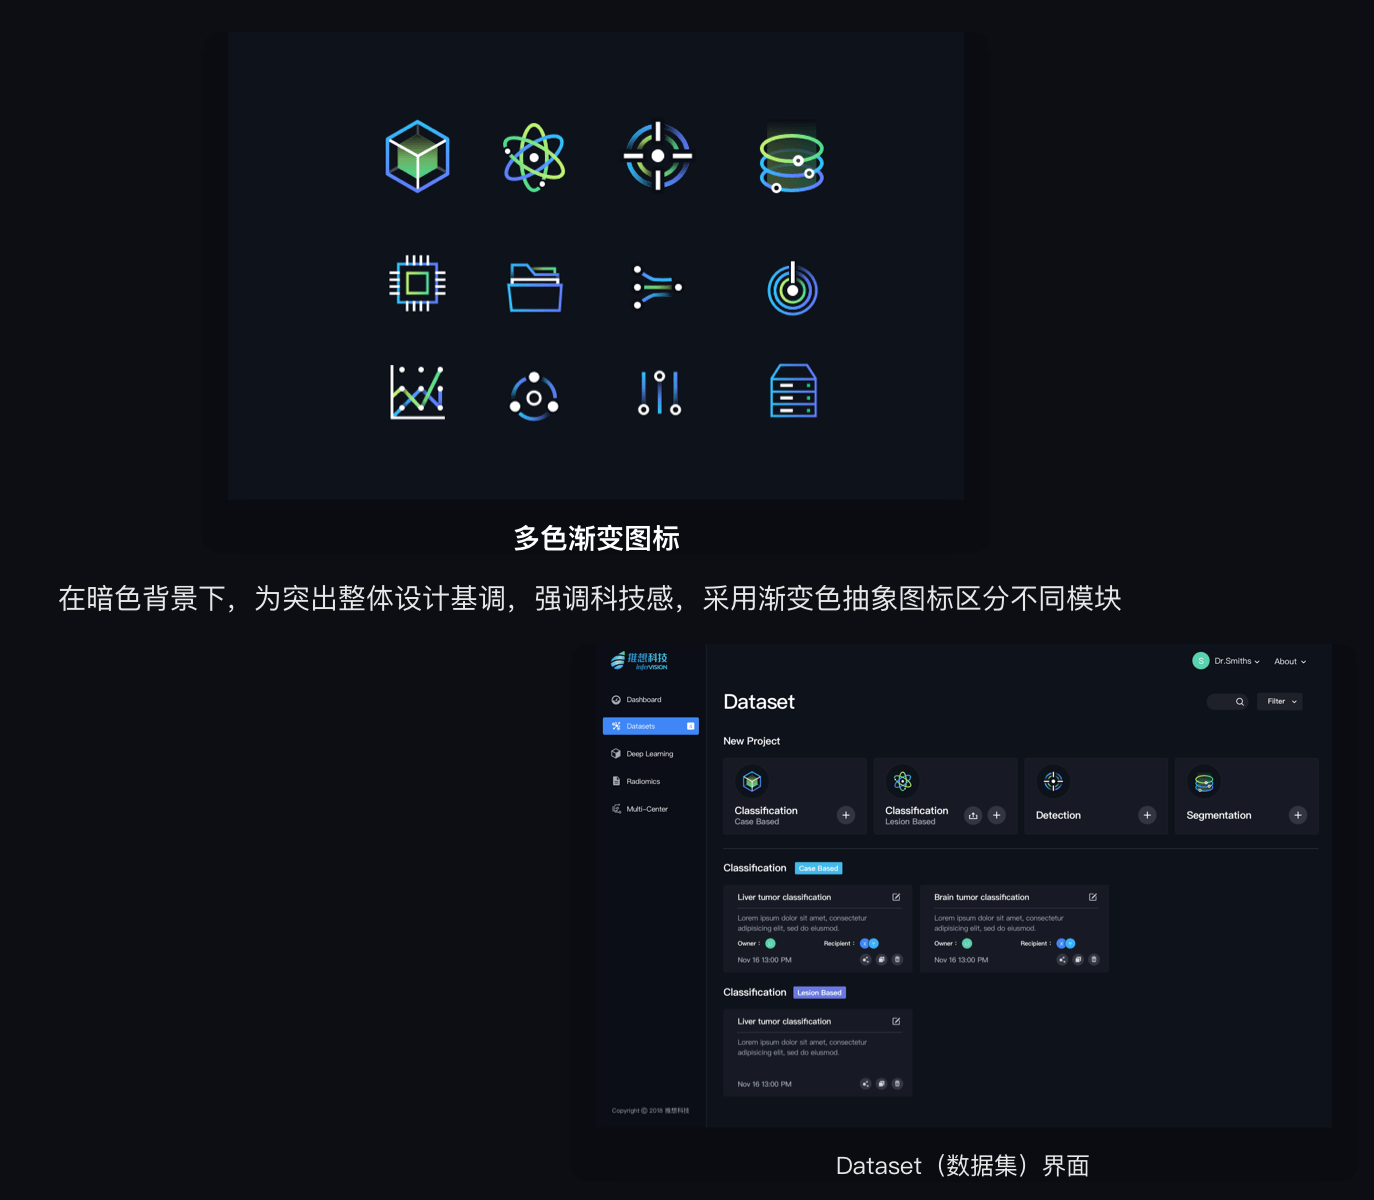 多色渐变图标
在暗色背景下，为突出整体设计基调，强调科技感，采用渐变色抽象图标区分不同模块
推想科技
inferVISION
S Dr.Smiths About
Dashboard
Datasets
Deep Learning
Radiomics
Multi-Center
Dataset
Filter
New Project
Classification
Case Based
Classification
Lesion Based
Detection
Segmentation
Classification Case Based
Liver tumor classification
Lorem ipsum dolor sit amet, consectetur
adipisicing elit, sed do eiusmod.
Owner： Recipient：
Nov 16 13:00 PM
Brain tumor classification
Lorem ipsum dolor sit amet, consectetur
adipisicing elit, sed do eiusmod.
Owner： Recipient：
Nov 16 13:00 PM
Classification Lesion Based
Liver tumor classification
Lorem ipsum dolor sit amet, consectetur
adipisicing elit, sed do eiusmod.
Nov 16 13:00 PM
Copyright © 2018 推想科技
Dataset（数据集）界面